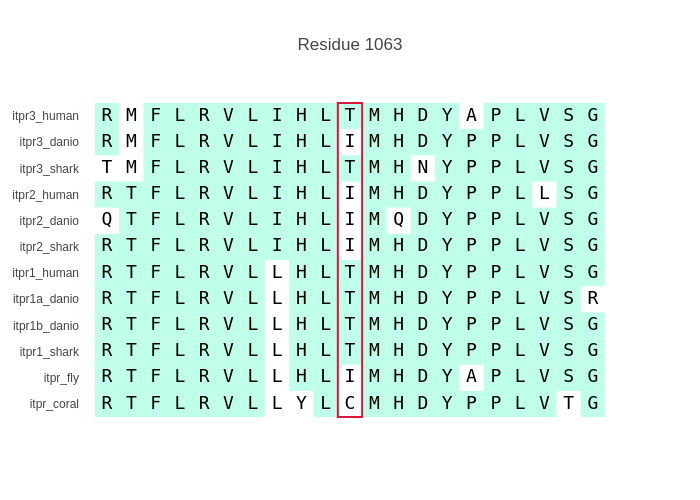 Residue 1063
itpr3_human R M F L R V L I H L T M H D Y A P L V S G
itpr3_danio R M F L R V L I H L I M H D Y P P L V S G
itpr3_shark T M F L R V L I H L T M H N Y P P L V S G
itpr2_human R T F L R V L I H L I M H D Y P P L L S G
itpr2_danio Q T F L R V L I H L I M Q D Y P P L V S G
itpr2_shark R T F L R V L I H L I M H D Y P P L V S G
itpr1_human R T F L R V L L H L T M H D Y P P L V S G
itpr1a_danio R T F L R V L L H L T M H D Y P P L V S R
itpr1b_danio R T F L R V L L H L T M H D Y P P L V S G
itpr1_shark R T F L R V L L H L T M H D Y P P L V S G
itpr_fly R T F L R V L L H L I M H D Y A P L V S G
itpr_coral R T F L R V L L Y L C M H D Y P P L V T G